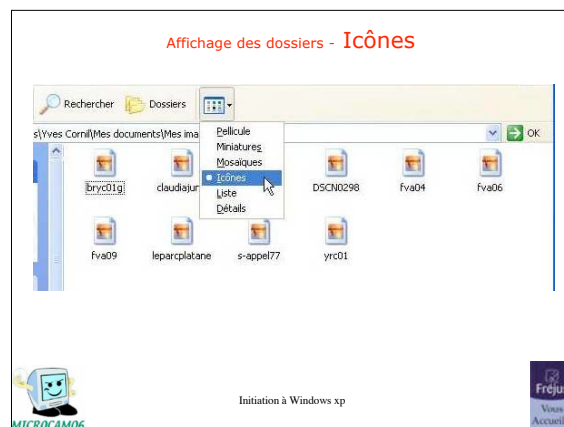 Affichage des dossiers - Icônes
Rechercher Dossiers
s\Yves Cornil\Mes documents\Mes ima OK
Pellicule
Miniatures
Mosaïques
Icônes
Liste
Détails
bryc01g claudiajur DSCN0298 fva04 fva06
fva09 leparcplatane s-appel77 yrc01
Initiation à Windows xp
MICROCAM06
Fréju
Vous
Accueil